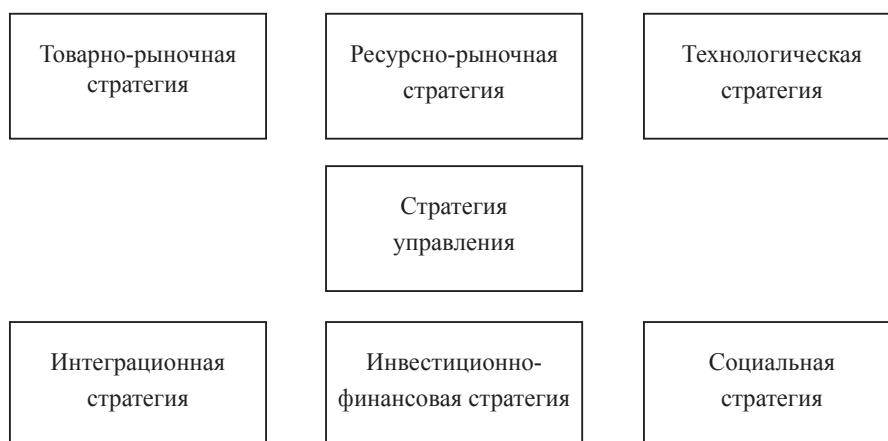 Товарно-рыночная
стратегия
Ресурсно-рыночная
стратегия
Технологическая
стратегия
Стратегия
управления
Интеграционная
стратегия
Инвестиционно-
финансовая стратегия
Социальная
стратегия